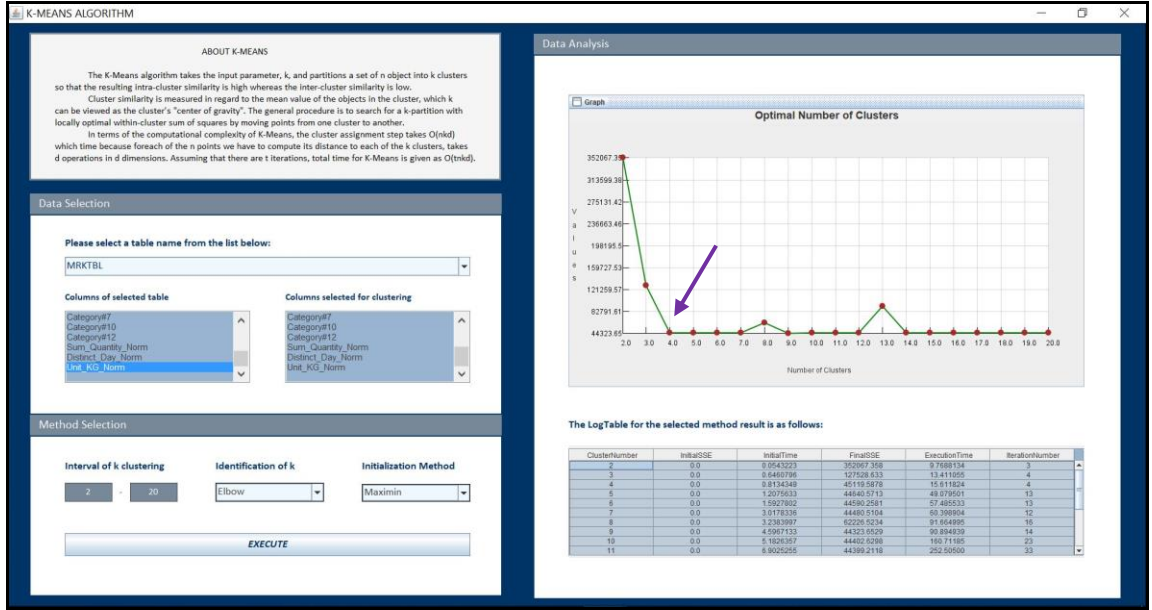 K-MEANS ALGORITHM
ABOUT K-MEANS
The K-Means algorithm takes the input parameter, k, and partitions a set of n object into k clusters
so that the resulting intra-cluster similarity is high whereas the inter-cluster similarity is low.
Cluster similarity is measured in regard to the mean value of the objects in the cluster, which k
can be viewed as the cluster's "center of gravity". The general procedure is to search for a k-partition with
locally optimal within-cluster sum of squares by moving points from one cluster to another.
In terms of the computational complexity of K-Means, the cluster assignment step takes O(nkd)
which time because foreach of the n points we have to compute its distance to each of the k clusters, takes
d operations in d dimensions. Assuming that there are t iterations, total time for K-Means is given as O(tnkd).
Data Selection
Please select a table name from the list below:
MRKTBL
Columns of selected table
Category#7
Category#10
Category#12
Sum_Quantity_Norm
Distinct_Day_Norm
Unit_KG_Norm
Columns selected for clustering
Category#7
Category#10
Category#12
Sum_Quantity_Norm
Distinct_Day_Norm
Unit_KG_Norm
Method Selection
Interval of k clustering Identification of k Initialization Method
2 - 20 Elbow Maximin
EXECUTE
Data Analysis
Graph
Optimal Number of Clusters
Values
352067.35
313599.38
275131.42
236663.46
198195.5
159727.53
121259.57
82791.61
44323.65
2.0 3.0 4.0 5.0 6.0 7.0 8.0 9.0 10.0 11.0 12.0 13.0 14.0 15.0 16.0 17.0 18.0 19.0 20.0
Number of Clusters
The LogTable for the selected method result is as follows:
ClusterNumber InitialSSE InitialTime FinalSSE ExecutionTime IterationNumber
2 0.0 0.0543223 352067.358 9.7688134 3
3 0.0 0.6460796 127528.633 13.411055 4
4 0.0 0.8134349 45119.5878 15.611824 4
5 0.0 1.2075633 44640.5713 49.079501 13
6 0.0 1.5927802 44590.2581 57.485533 13
7 0.0 3.0178336 44480.5104 60.398904 12
8 0.0 3.2383997 62226.5234 91.664995 16
9 0.0 4.5967133 44323.6529 90.894939 14
10 0.0 5.1826357 44402.6298 160.71185 23
11 0.0 6.9025255 44389.2118 252.50500 33